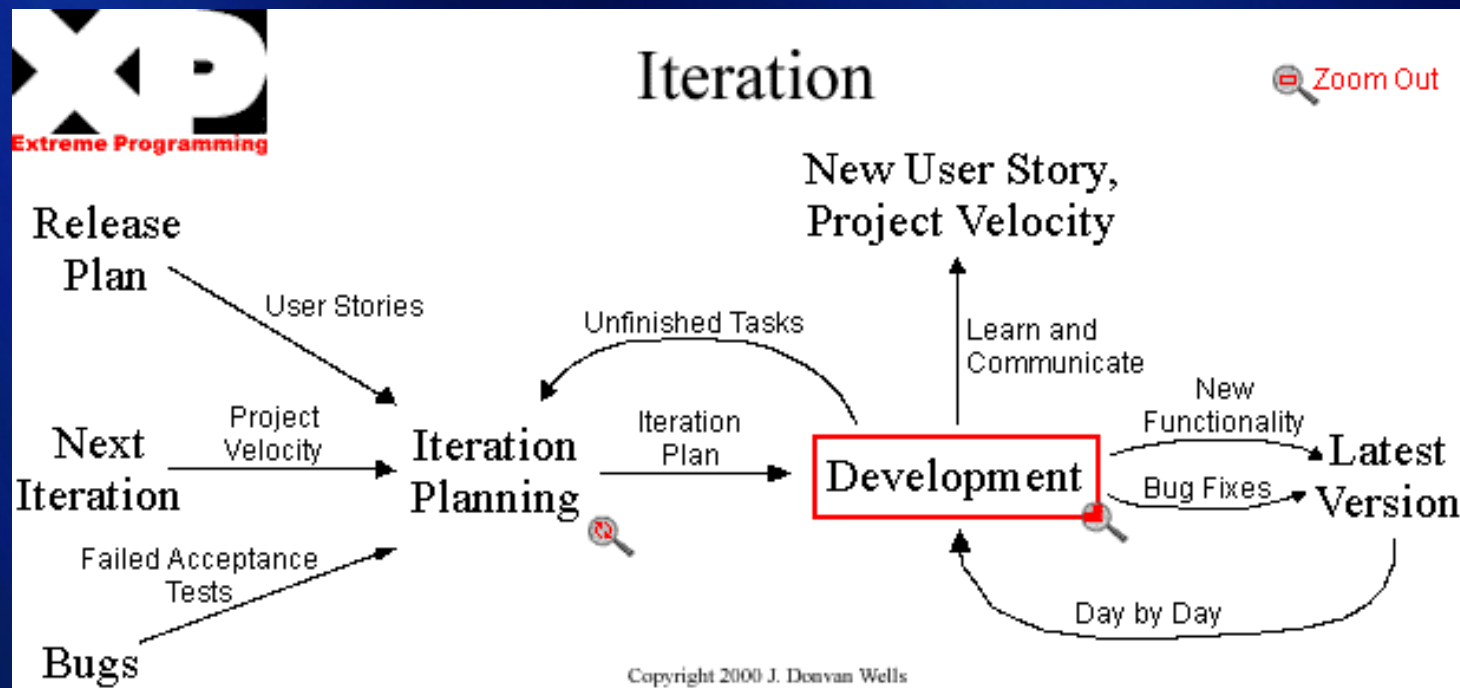 XP
Extreme Programming
Iteration
Zoom Out
New User Story,
Project Velocity
Release
Plan
User Stories
Unfinished Tasks
Learn and
Communicate
New
Functionality
Project
Velocity
Iteration
Plan
Next
Iteration
Iteration
Planning
Development
Bug Fixes
Latest
Version
Failed Acceptance
Tests
Day by Day
Bugs
Copyright 2000 J. Donvan Wells